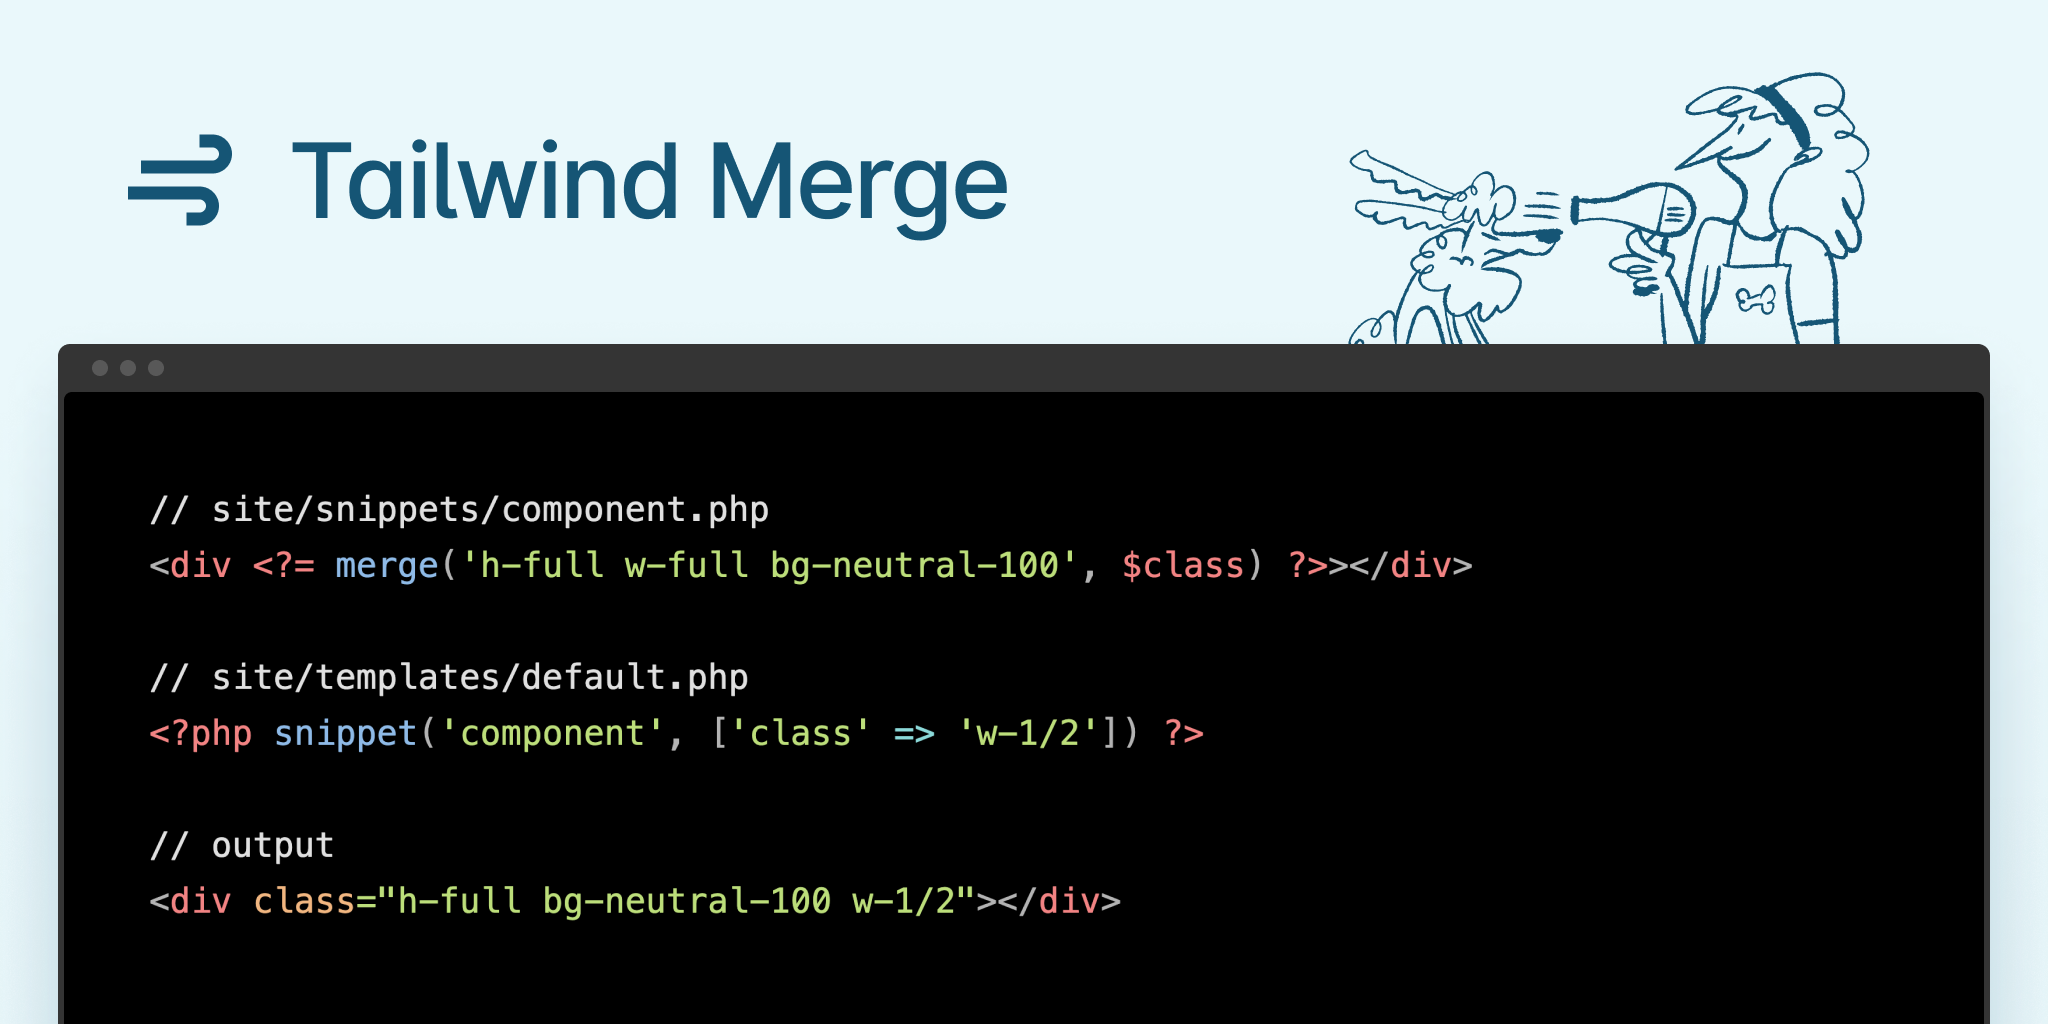 Tailwind Merge
// site/snippets/component.php
<div <?= merge('h-full w-full bg-neutral-100', $class) ?>></div>
// site/templates/default.php
<?php snippet('component', ['class' => 'w-1/2']) ?>
// output
<div class="h-full bg-neutral-100 w-1/2"></div>